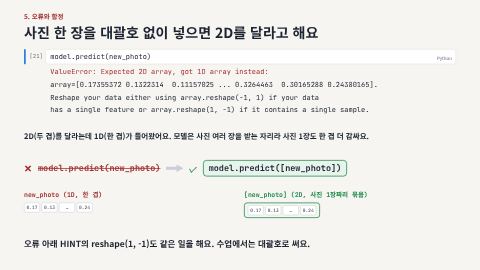 5. 오류와 함정
사진 한 장을 대괄호 없이 넣으면 2D를 달라고 해요
[21] model.predict(new_photo)
Python
ValueError: Expected 2D array, got 1D array instead:
array=[0.17355372 0.1322314  0.11157025 ... 0.3264463  0.30165288 0.24380165].
Reshape your data either using array.reshape(-1, 1) if your data
has a single feature or array.reshape(1, -1) if it contains a single sample.
2D(두 겹)를 달라는데 1D(한 겹)가 들어왔어요. 모델은 사진 여러 장을 받는 자리라 사진 1장도 한 겹 더 감싸요.
✕ model.predict(new_photo) → ✓ model.predict([new_photo])
new_photo (1D, 한 겹)
0.17 0.13 … 0.24
[new_photo] (2D, 사진 1장짜리 묶음)
0.17 0.13 … 0.24
오류 아래 HINT의 reshape(1, -1)도 같은 일을 해요. 수업에서는 대괄호로 써요.